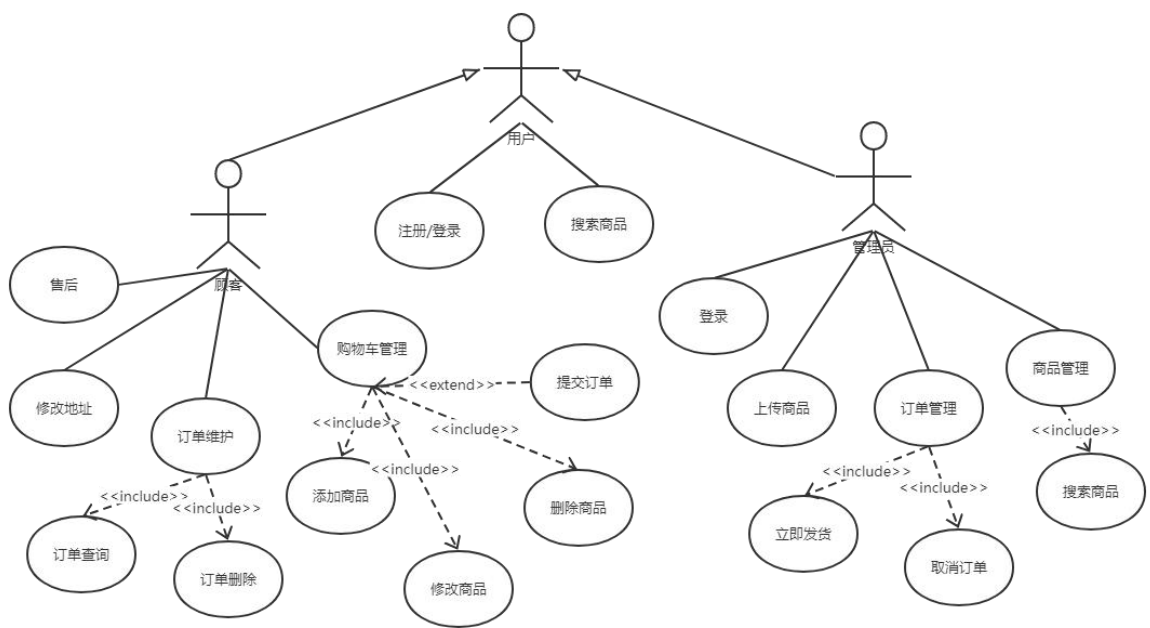 用户
注册/登录
搜索商品
顾客
管理员
售后
修改地址
订单维护
购物车管理
<<extend>>
提交订单
<<include>>
添加商品
<<include>>
修改商品
<<include>>
删除商品
<<include>>
订单查询
<<include>>
订单删除
登录
上传商品
订单管理
商品管理
<<include>>
立即发货
<<include>>
取消订单
<<include>>
搜索商品